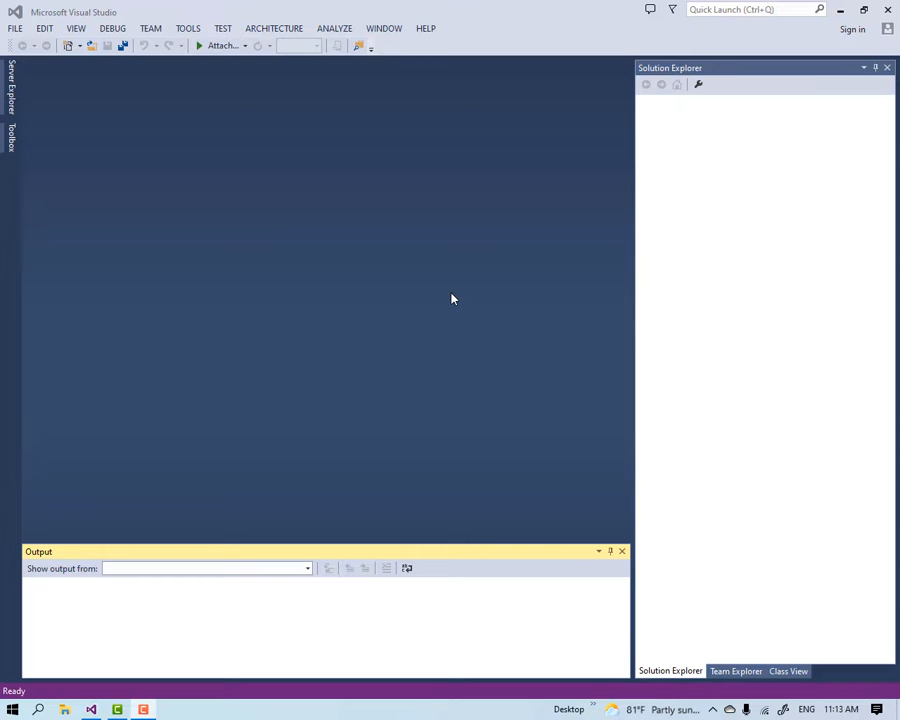 Microsoft Visual Studio
Quick Launch (Ctrl+Q)
FILE EDIT VIEW DEBUG TEAM TOOLS TEST ARCHITECTURE ANALYZE WINDOW HELP
Sign in
Attach...
Server Explorer
Toolbox
Solution Explorer
Output
Show output from:
Solution Explorer Team Explorer Class View
Ready
Desktop 81°F Partly sun... ENG 11:13 AM